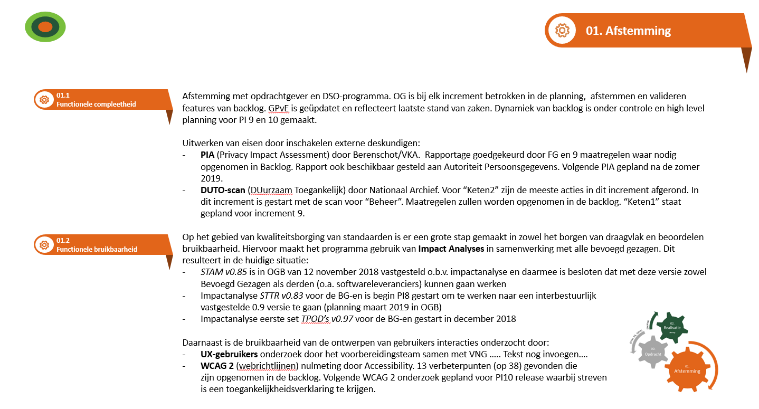 01. Afstemming
01.1
Functionele compleetheid
Afstemming met opdrachtgever en DSO-programma. OG is bij elk increment betrokken in de planning, afstemmen en valideren
features van backlog. GPvE is geüpdatet en reflecteert laatste stand van zaken. Dynamiek van backlog is onder controle en high level
planning voor PI 9 en 10 gemaakt.
Uitwerken van eisen door inschakelen externe deskundigen:
- PIA (Privacy Impact Assessment) door Berenschot/VKA. Rapportage goedgekeurd door FG en 9 maatregelen waar nodig
opgenomen in Backlog. Rapport ook beschikbaar gesteld aan Autoriteit Persoonsgegevens. Volgende PIA gepland na de zomer
2019.
- DUTO-scan (DUurzaam Toegankelijk) door Nationaal Archief. Voor “Keten2” zijn de meeste acties in dit increment afgerond. In
dit increment is gestart met de scan voor “Beheer”. Maatregelen zullen worden opgenomen in de backlog. “Keten1” staat
gepland voor increment 9.
01.2
Functionele bruikbaarheid
Op het gebied van kwaliteitsborging van standaarden is er een grote stap gemaakt in zowel het borgen van draagvlak en beoordelen
bruikbaarheid. Hiervoor maakt het programma gebruik van Impact Analyses in samenwerking met alle bevoegd gezagen. Dit
resulteert in de huidige situatie:
- STAM v0.85 is in OGB van 12 november 2018 vastgesteld o.b.v. impactanalyse en daarmee is besloten dat met deze versie zowel
Bevoegd Gezagen als derden (o.a. softwareleveranciers) kunnen gaan werken
- Impactanalyse STTR v0.83 voor de BG-en is begin PI8 gestart om te werken naar een interbestuurlijk
vastgestelde 0.9 versie te gaan (planning maart 2019 in OGB)
- Impactanalyse eerste set TPOD’s v0.97 voor de BG-en gestart in december 2018
Daarnaast is de bruikbaarheid van de ontwerpen van gebruikers interacties onderzocht door:
- UX-gebruikers onderzoek door het voorbereidingsteam samen met VNG ..... Tekst nog invoegen....
- WCAG 2 (webrichtlijnen) nulmeting door Accessibility. 13 verbeterpunten (op 38) gevonden die
zijn opgenomen in de backlog. Volgende WCAG 2 onderzoek gepland voor PI10 release waarbij streven
is een toegankelijkheidsverklaring te krijgen.
Realisatie
Afstemming